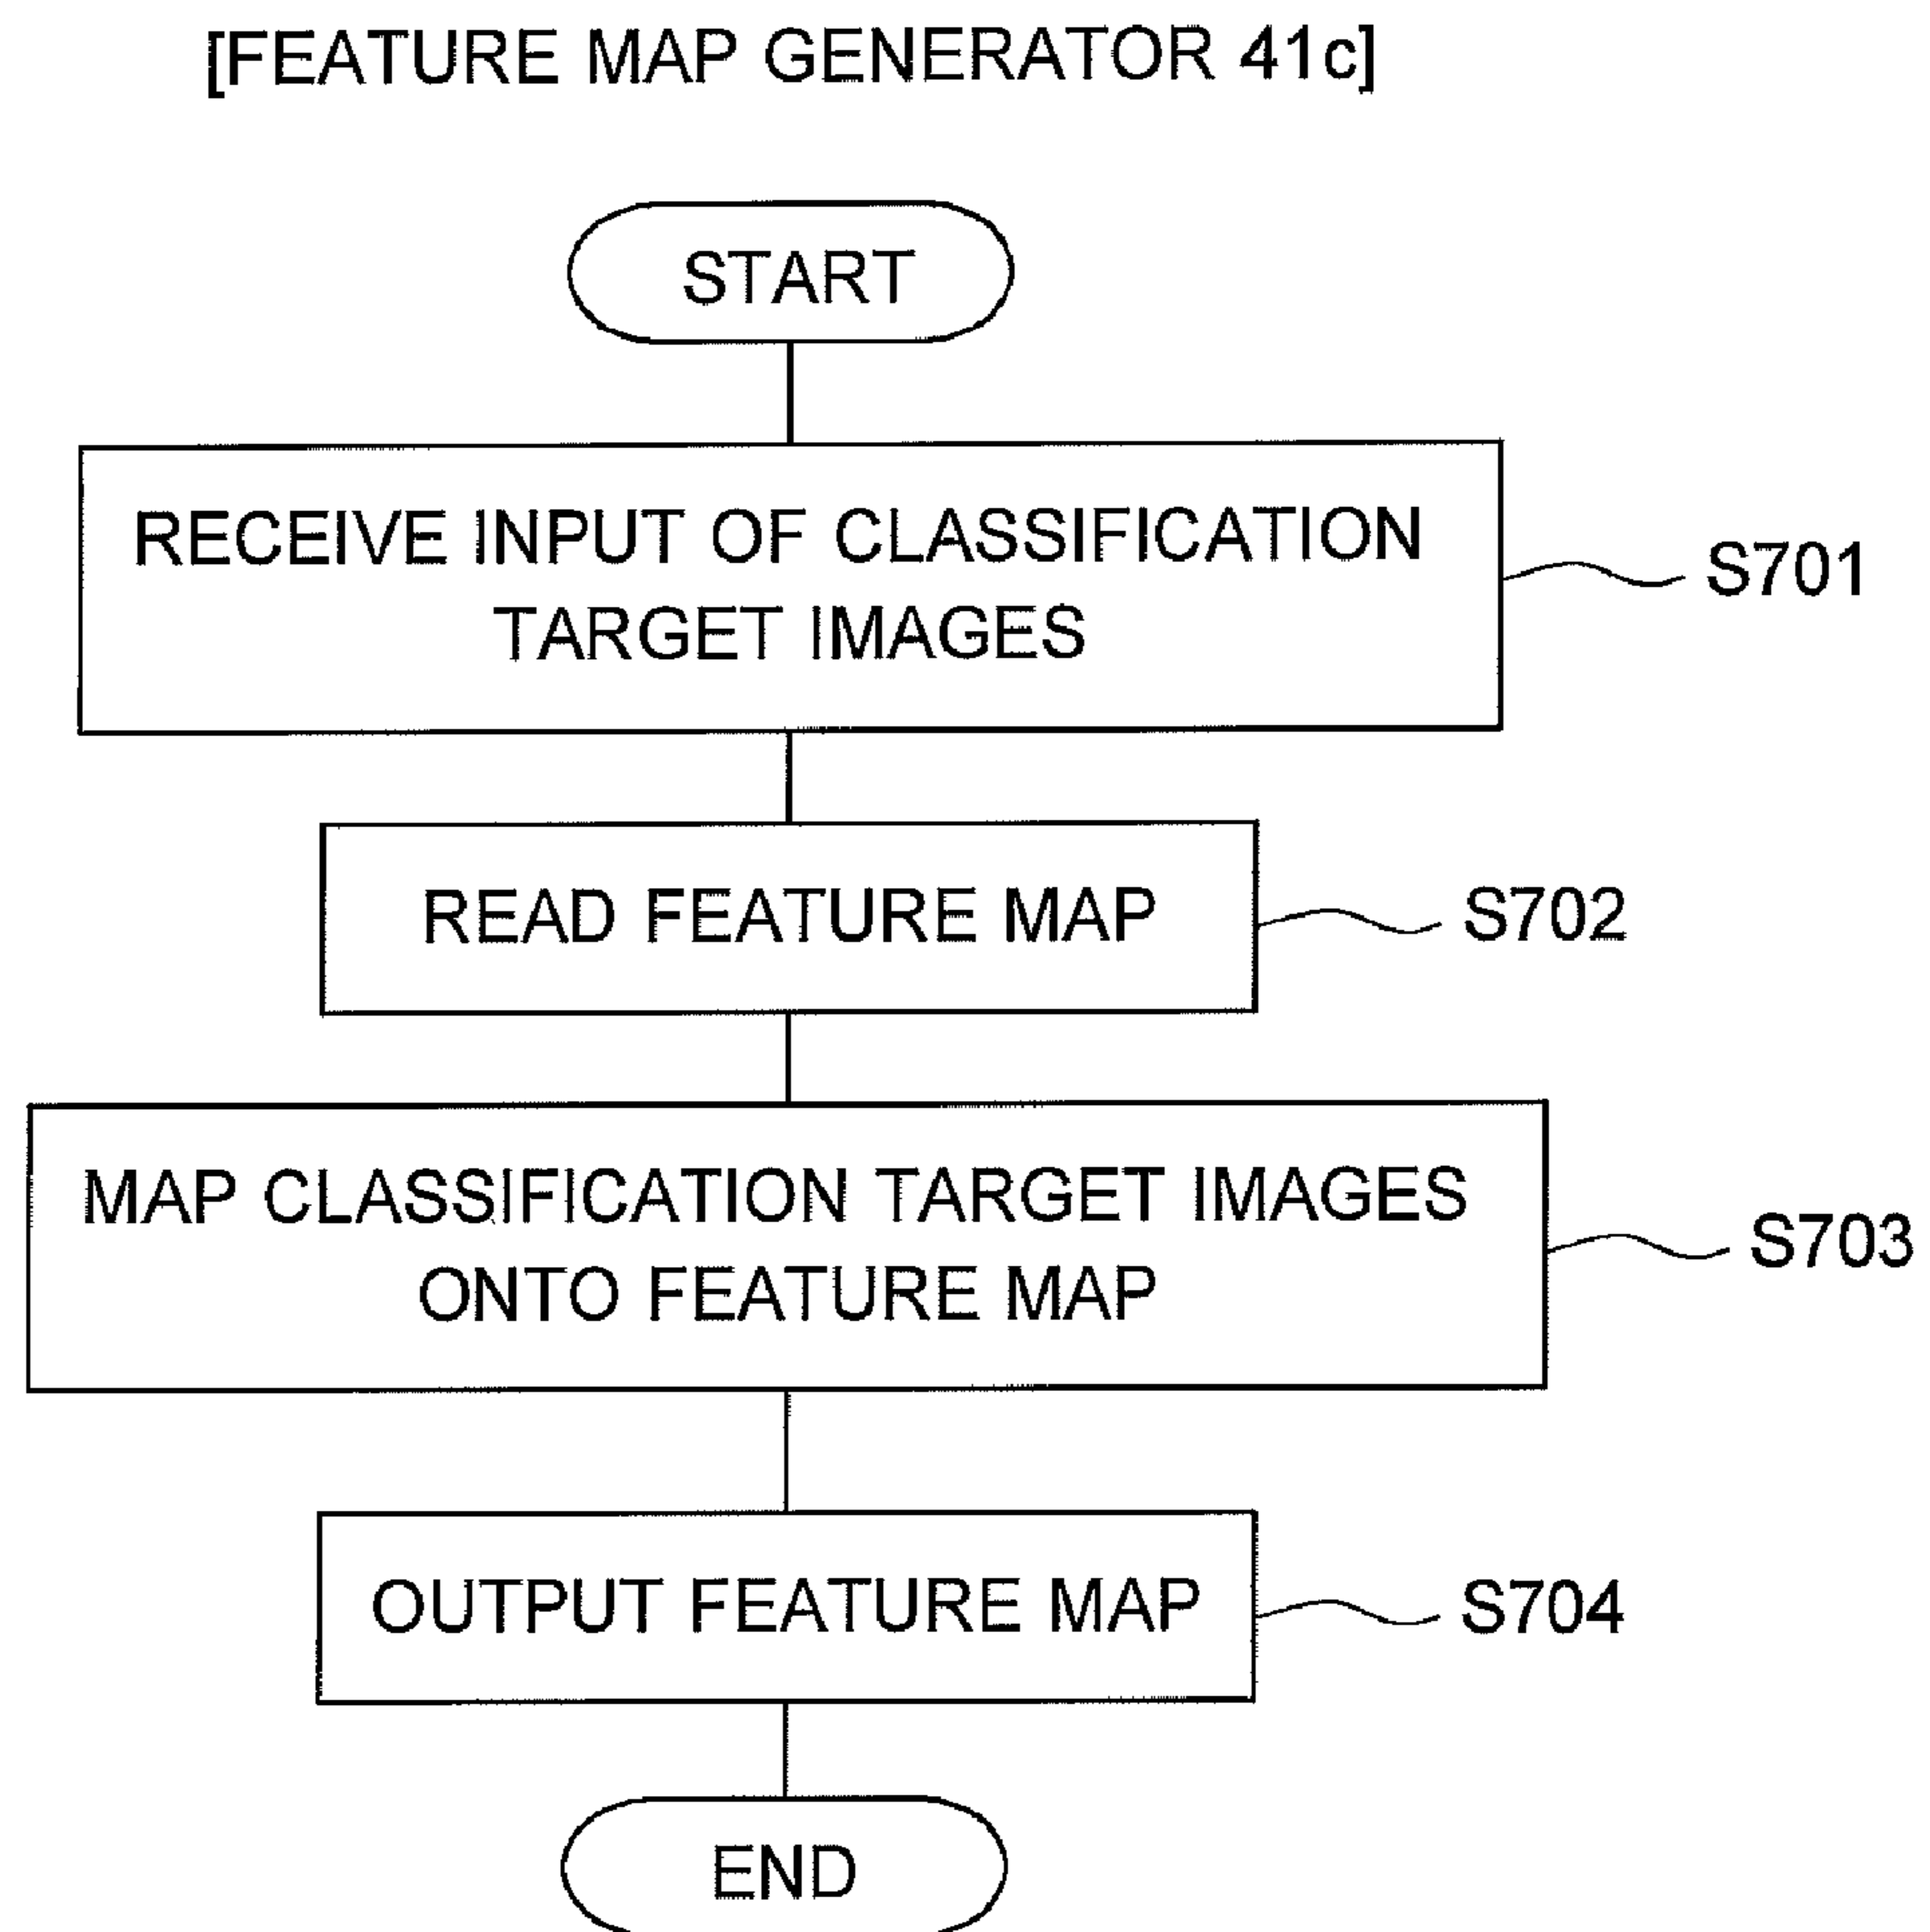 [FEATURE MAP GENERATOR 41c]
START
RECEIVE INPUT OF CLASSIFICATION
TARGET IMAGES
S701
READ FEATURE MAP
S702
MAP CLASSIFICATION TARGET IMAGES
ONTO FEATURE MAP
S703
OUTPUT FEATURE MAP
S704
END